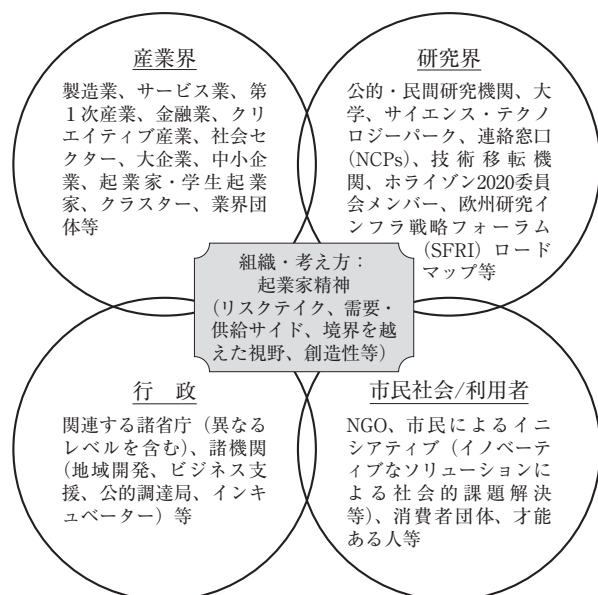 産業界
製造業、サービス業、第
1次産業、金融業、クリ
エイティブ産業、社会セ
クター、大企業、中小企
業、起業家・学生起業
家、クラスター、業界団
体等
研究界
公的・民間研究機関、大
学、サイエンス・テクノ
ロジーパーク、連絡窓口
(NCPs)、技術移転機
関、ホライゾン2020委員
会メンバー、欧州研究イ
ンフラ戦略フォーラム
(SFRI) ロード
マップ等
組織・考え方：
起業家精神
(リスクテイク、需要・
供給サイド、境界を越
えた視野、創造性等)
行 政
関連する諸省庁（異なる
レベルを含む）、諸機関
(地域開発、ビジネス支
援、公的調達局、インキ
ュベーター）等
市民社会/利用者
NGO、市民によるイニ
シアティブ（イノベーテ
ィブなソリューションに
よる社会的課題解決
等)、消費者団体、才能
ある人等